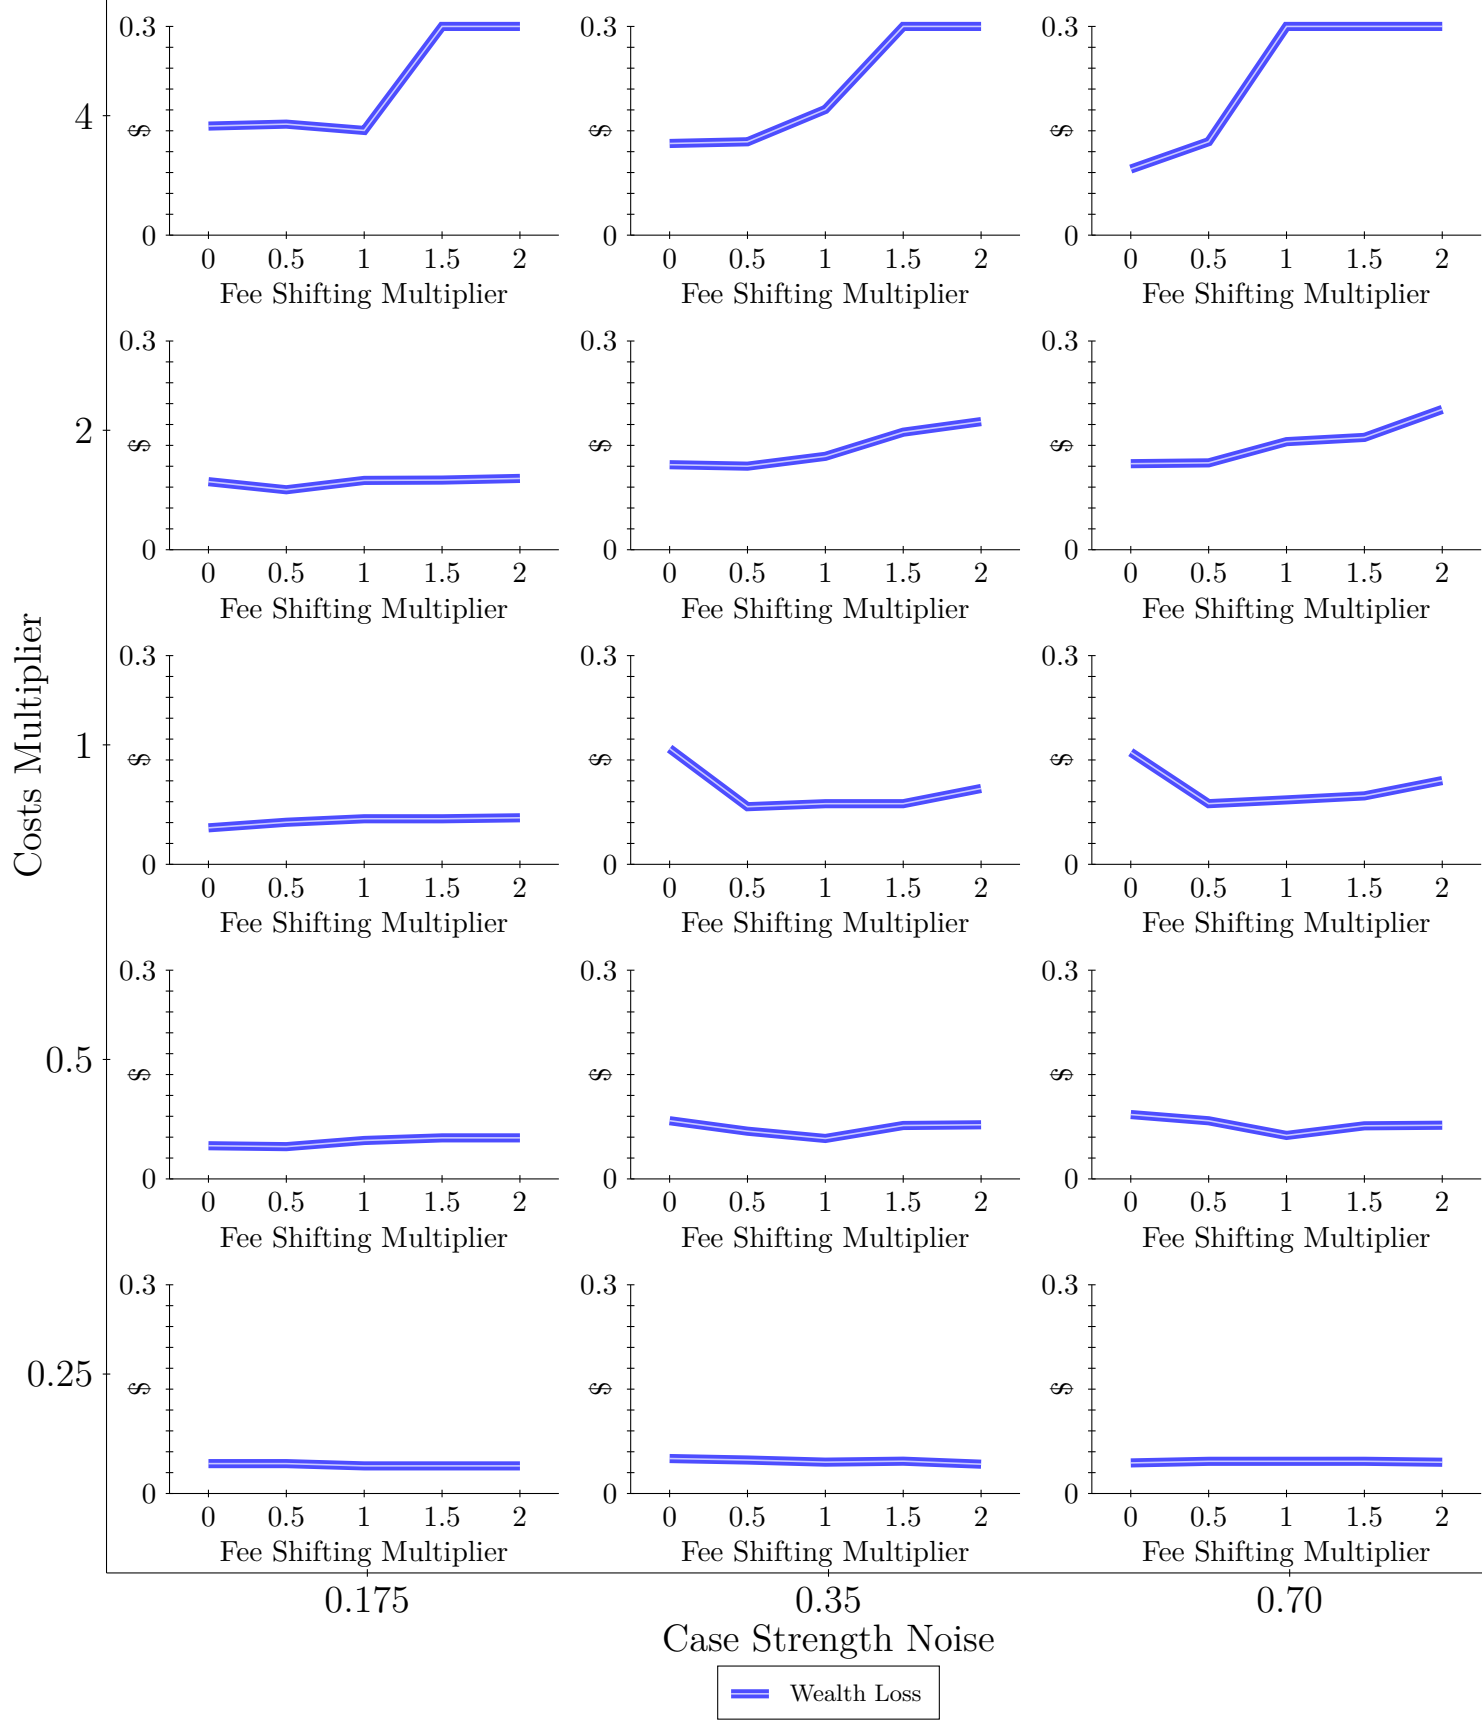 0.3 0.3 0.3
4 $ $ $
0 0 0
0 0.5 1 1.5 2 0 0.5 1 1.5 2 0 0.5 1 1.5 2
Fee Shifting Multiplier Fee Shifting Multiplier Fee Shifting Multiplier
0.3 0.3 0.3
2 $ $ $
0 0 0
0 0.5 1 1.5 2 0 0.5 1 1.5 2 0 0.5 1 1.5 2
Fee Shifting Multiplier Fee Shifting Multiplier Fee Shifting Multiplier
Costs Multiplier
0.3 0.3 0.3
1 $ $ $
0 0 0
0 0.5 1 1.5 2 0 0.5 1 1.5 2 0 0.5 1 1.5 2
Fee Shifting Multiplier Fee Shifting Multiplier Fee Shifting Multiplier
0.3 0.3 0.3
0.5 $ $ $
0 0 0
0 0.5 1 1.5 2 0 0.5 1 1.5 2 0 0.5 1 1.5 2
Fee Shifting Multiplier Fee Shifting Multiplier Fee Shifting Multiplier
0.3 0.3 0.3
0.25 $ $ $
0 0 0
0 0.5 1 1.5 2 0 0.5 1 1.5 2 0 0.5 1 1.5 2
Fee Shifting Multiplier Fee Shifting Multiplier Fee Shifting Multiplier
0.175 0.35 0.70
Case Strength Noise
Wealth Loss